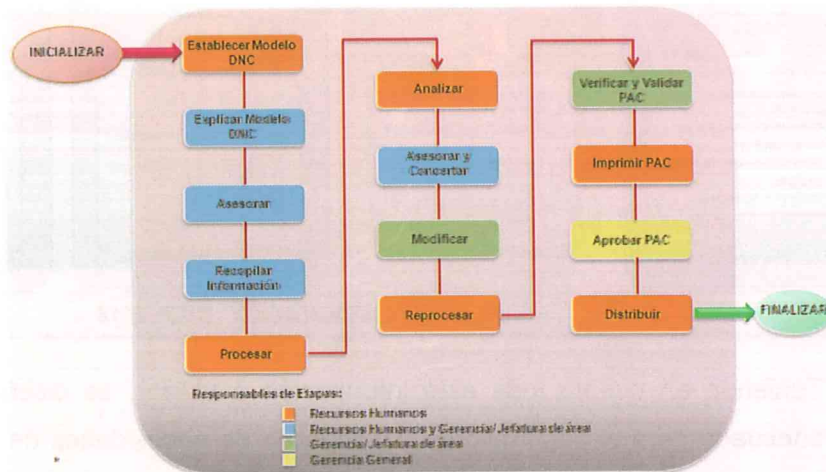 INICIALIZAR
Establecer Modelo
DNC
Explicar Modelo
DNC
Asesorar
Recopilar
Información
Procesar
Analizar
Asesorar y
Concertar
Modificar
Reprocesar
Verificar y Validar
PAC
Imprimir PAC
Aprobar PAC
Distribuir
FINALIZAR
Responsables de Etapas:
Recursos Humanos
Recursos Humanos y Gerencia/Jefatura de área
Gerencia/Jefatura de área
Gerencia General